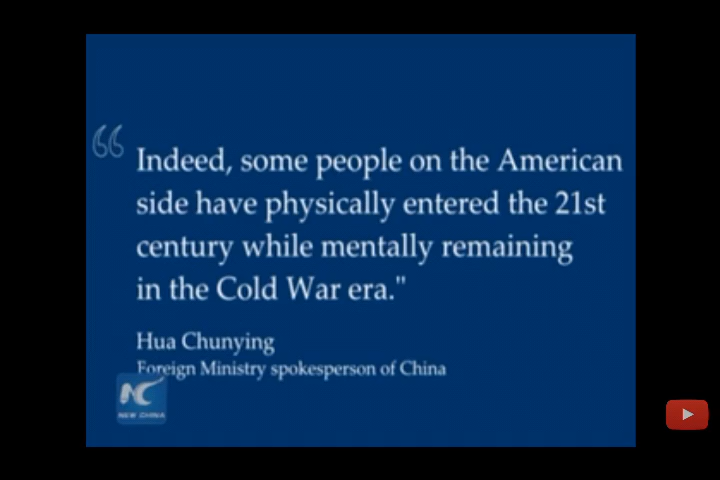 “
Indeed, some people on the American
side have physically entered the 21st
century while mentally remaining
in the Cold War era."
Hua Chunying
Foreign Ministry spokesperson of China
NC
NEW CHINA